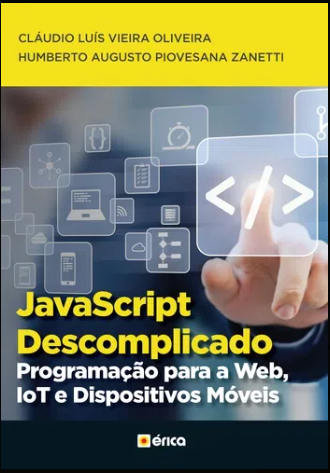 CLÁUDIO LUÍS VIEIRA OLIVEIRA
HUMBERTO AUGUSTO PIOVESANA ZANETTI
{}
</>
JavaScript
Descomplicado
Programação para a Web,
IoT e Dispositivos Móveis
érica